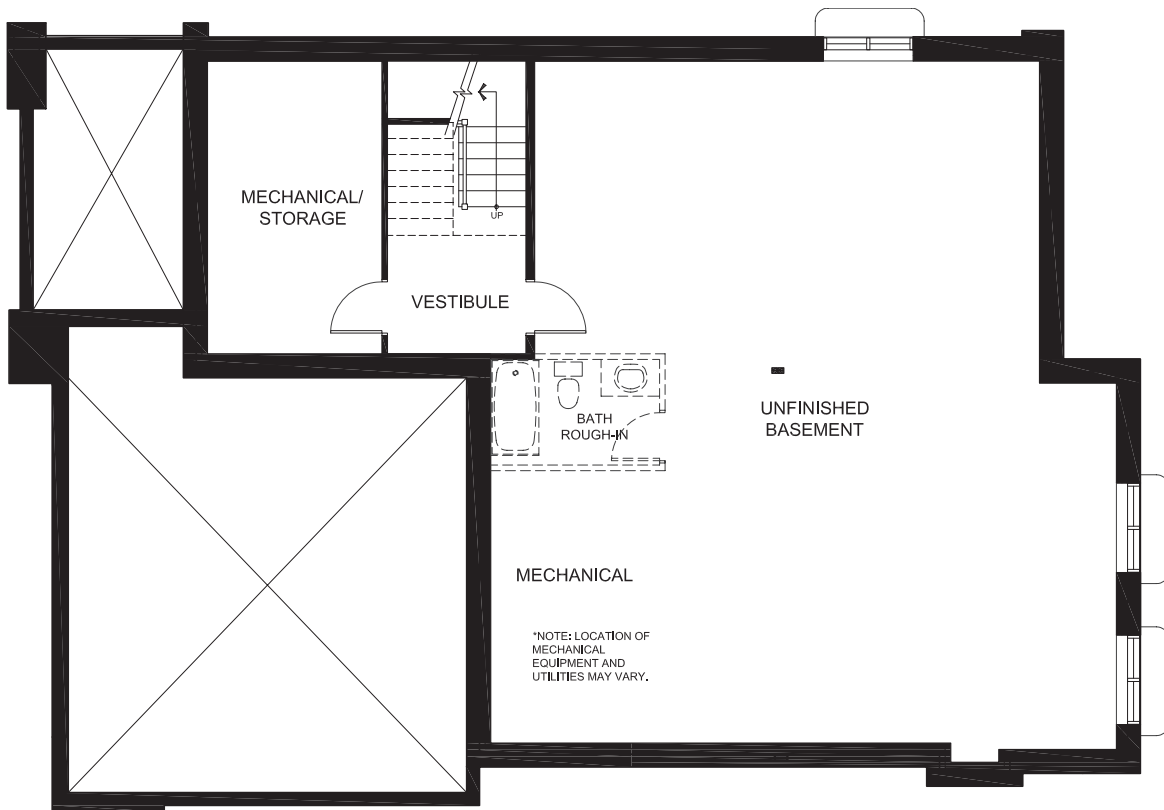 MECHANICAL/
STORAGE
UP
VESTIBULE
BATH
ROUGH-IN
UNFINISHED
BASEMENT
MECHANICAL
*NOTE: LOCATION OF
MECHANICAL
EQUIPMENT AND
UTILITIES MAY VARY.